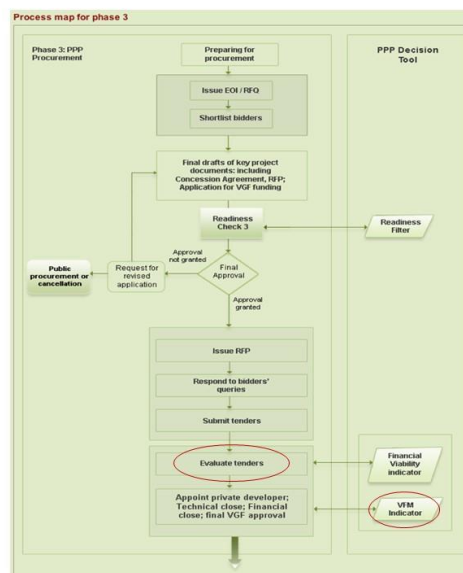 Process map for phase 3
Phase 3: PPP
Procurement
Preparing for
procurement
PPP Decision
Tool
Issue EOI / RFQ
Shortlist bidders
Final drafts of key project
documents: including
Concession Agreement, RFP;
Application for VGF funding
Readiness
Check 3
Readiness
Filter
Approval
not granted
Public
procurement or
cancellation
Request for
revised
application
Final
Approval
Approval
granted
Issue RFP
Respond to bidders'
queries
Submit tenders
Evaluate tenders
Financial
Viability
indicator
Appoint private developer;
Technical close; Financial
close; final VGF approval
VFM
Indicator